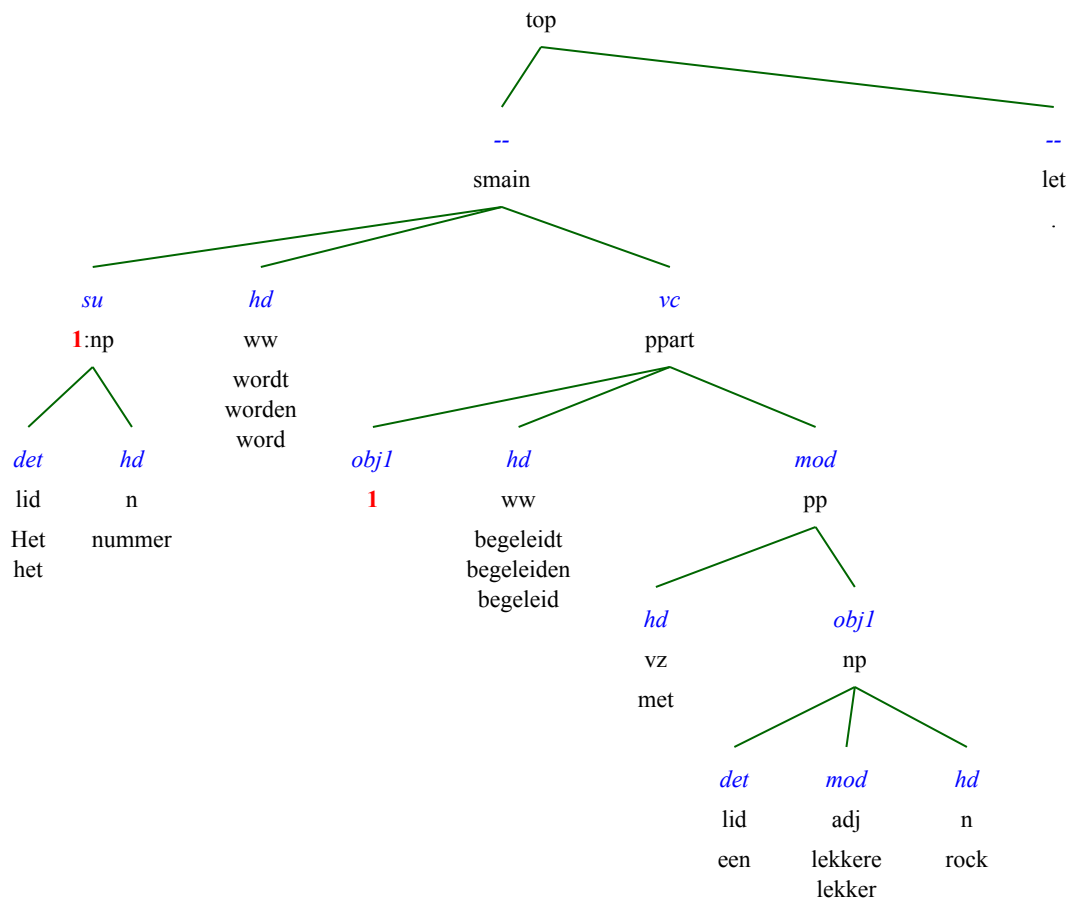 top
-- --
smain let
.
su hd vc
1:np ww ppart
wordt
worden
word
det hd obj1 hd mod
lid n 1 ww pp
Het nummer begeleidt
het begeleiden
begeleid
hd obj1
vz np
met
det mod hd
lid adj n
een lekkere rock
lekker